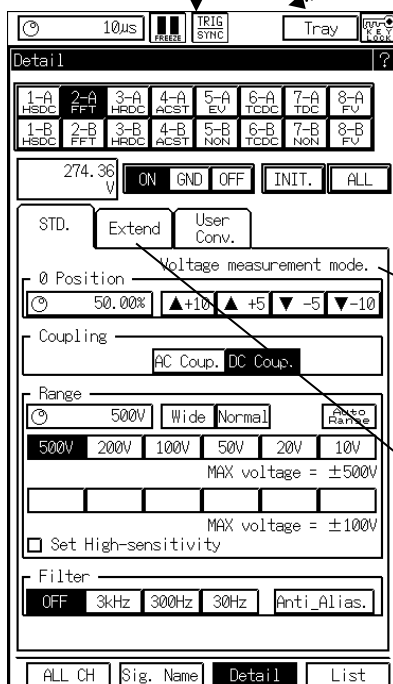 10µs FREEZE TRIG SYNC Tray KEY LOCK
Detail ?
1-A HSDC 2-A FFT 3-A HRDC 4-A ACST 5-A EV 6-A TCDC 7-A TDC 8-A FV
1-B HSDC 2-B FFT 3-B HRDC 4-B ACST 5-B NON 6-B TCDC 7-B NON 8-B FV
274.36 V ON GND OFF INIT. ALL
STD. Extend User Conv.
Voltage measurement mode.
0 Position
50.00% ▲+10 ▲ +5 ▼ -5 ▼-10
Coupling
AC Coup. DC Coup.
Range
500V Wide Normal Auto Range
500V 200V 100V 50V 20V 10V
MAX voltage = ±500V
MAX voltage = ±100V
Set High-sensitivity
Filter
OFF 3kHz 300Hz 30Hz Anti_Alias.
ALL CH Sig. Name Detail List